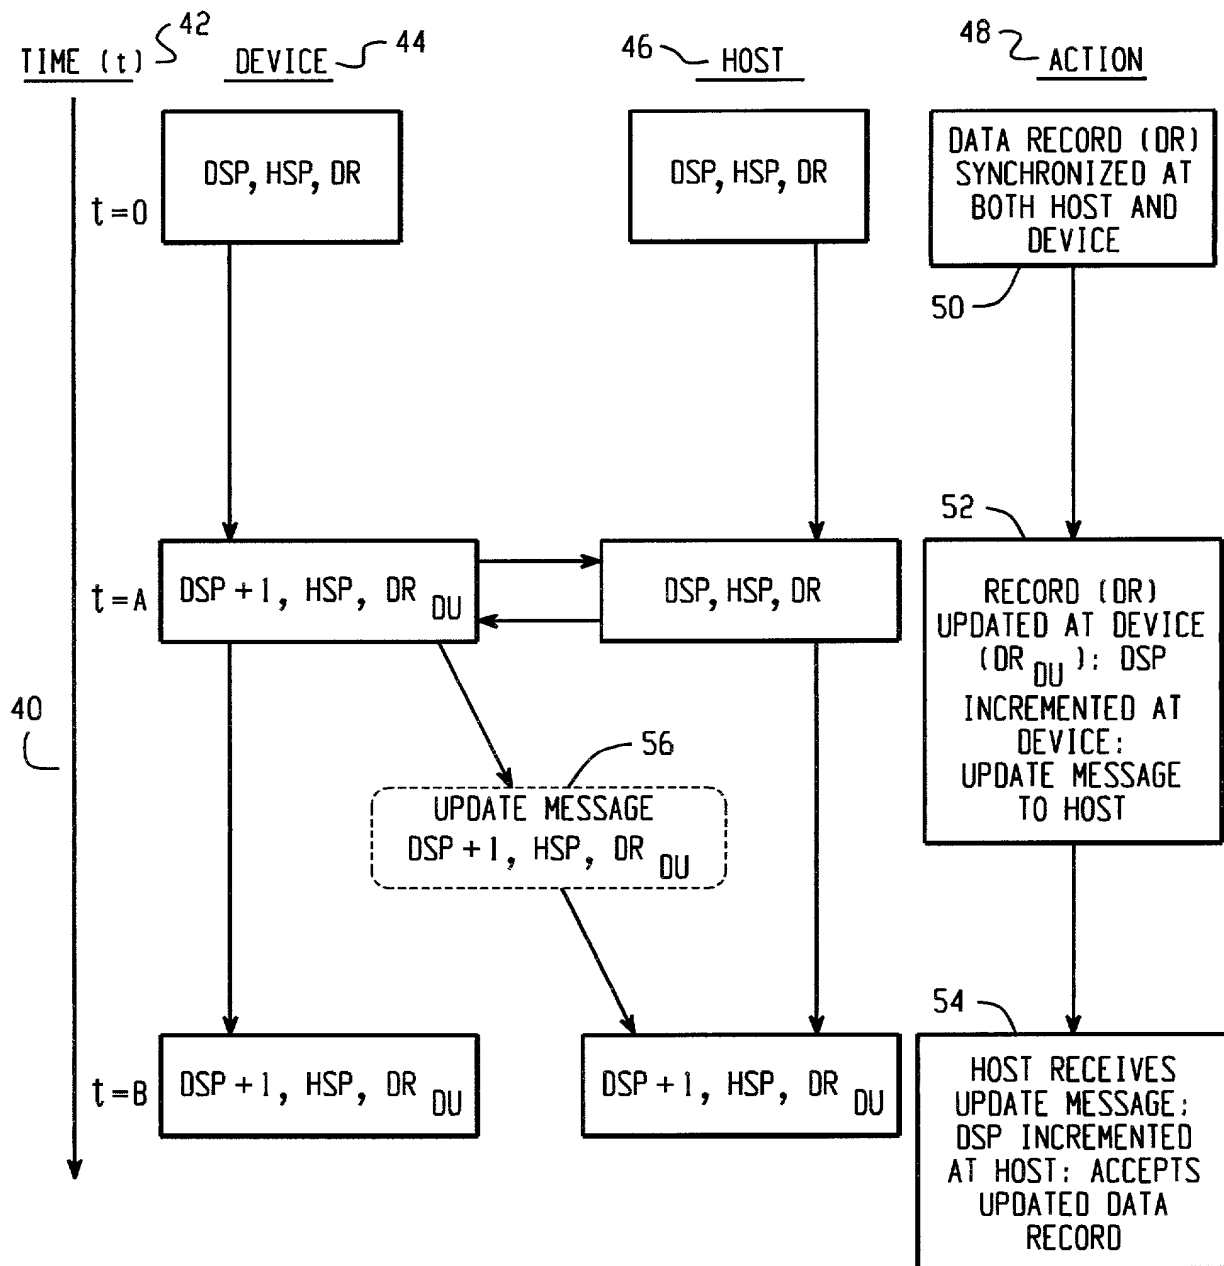 42
44
46
48
TIME (t)
DEVICE
HOST
ACTION
DSP, HSP, DR
DSP, HSP, DR
DATA RECORD (DR)
SYNCHRONIZED AT
BOTH HOST AND
DEVICE
t=0
50
52
t=A
DSP+1, HSP, DR DU
DSP, HSP, DR
RECORD (DR)
UPDATED AT DEVICE
(DR DU); DSP
INCREMENTED AT
DEVICE;
UPDATE MESSAGE
TO HOST
40
56
UPDATE MESSAGE
DSP+1, HSP, DR DU
54
t=B
DSP+1, HSP, DR DU
DSP+1, HSP, DR DU
HOST RECEIVES
UPDATE MESSAGE;
DSP INCREMENTED
AT HOST; ACCEPTS
UPDATED DATA
RECORD